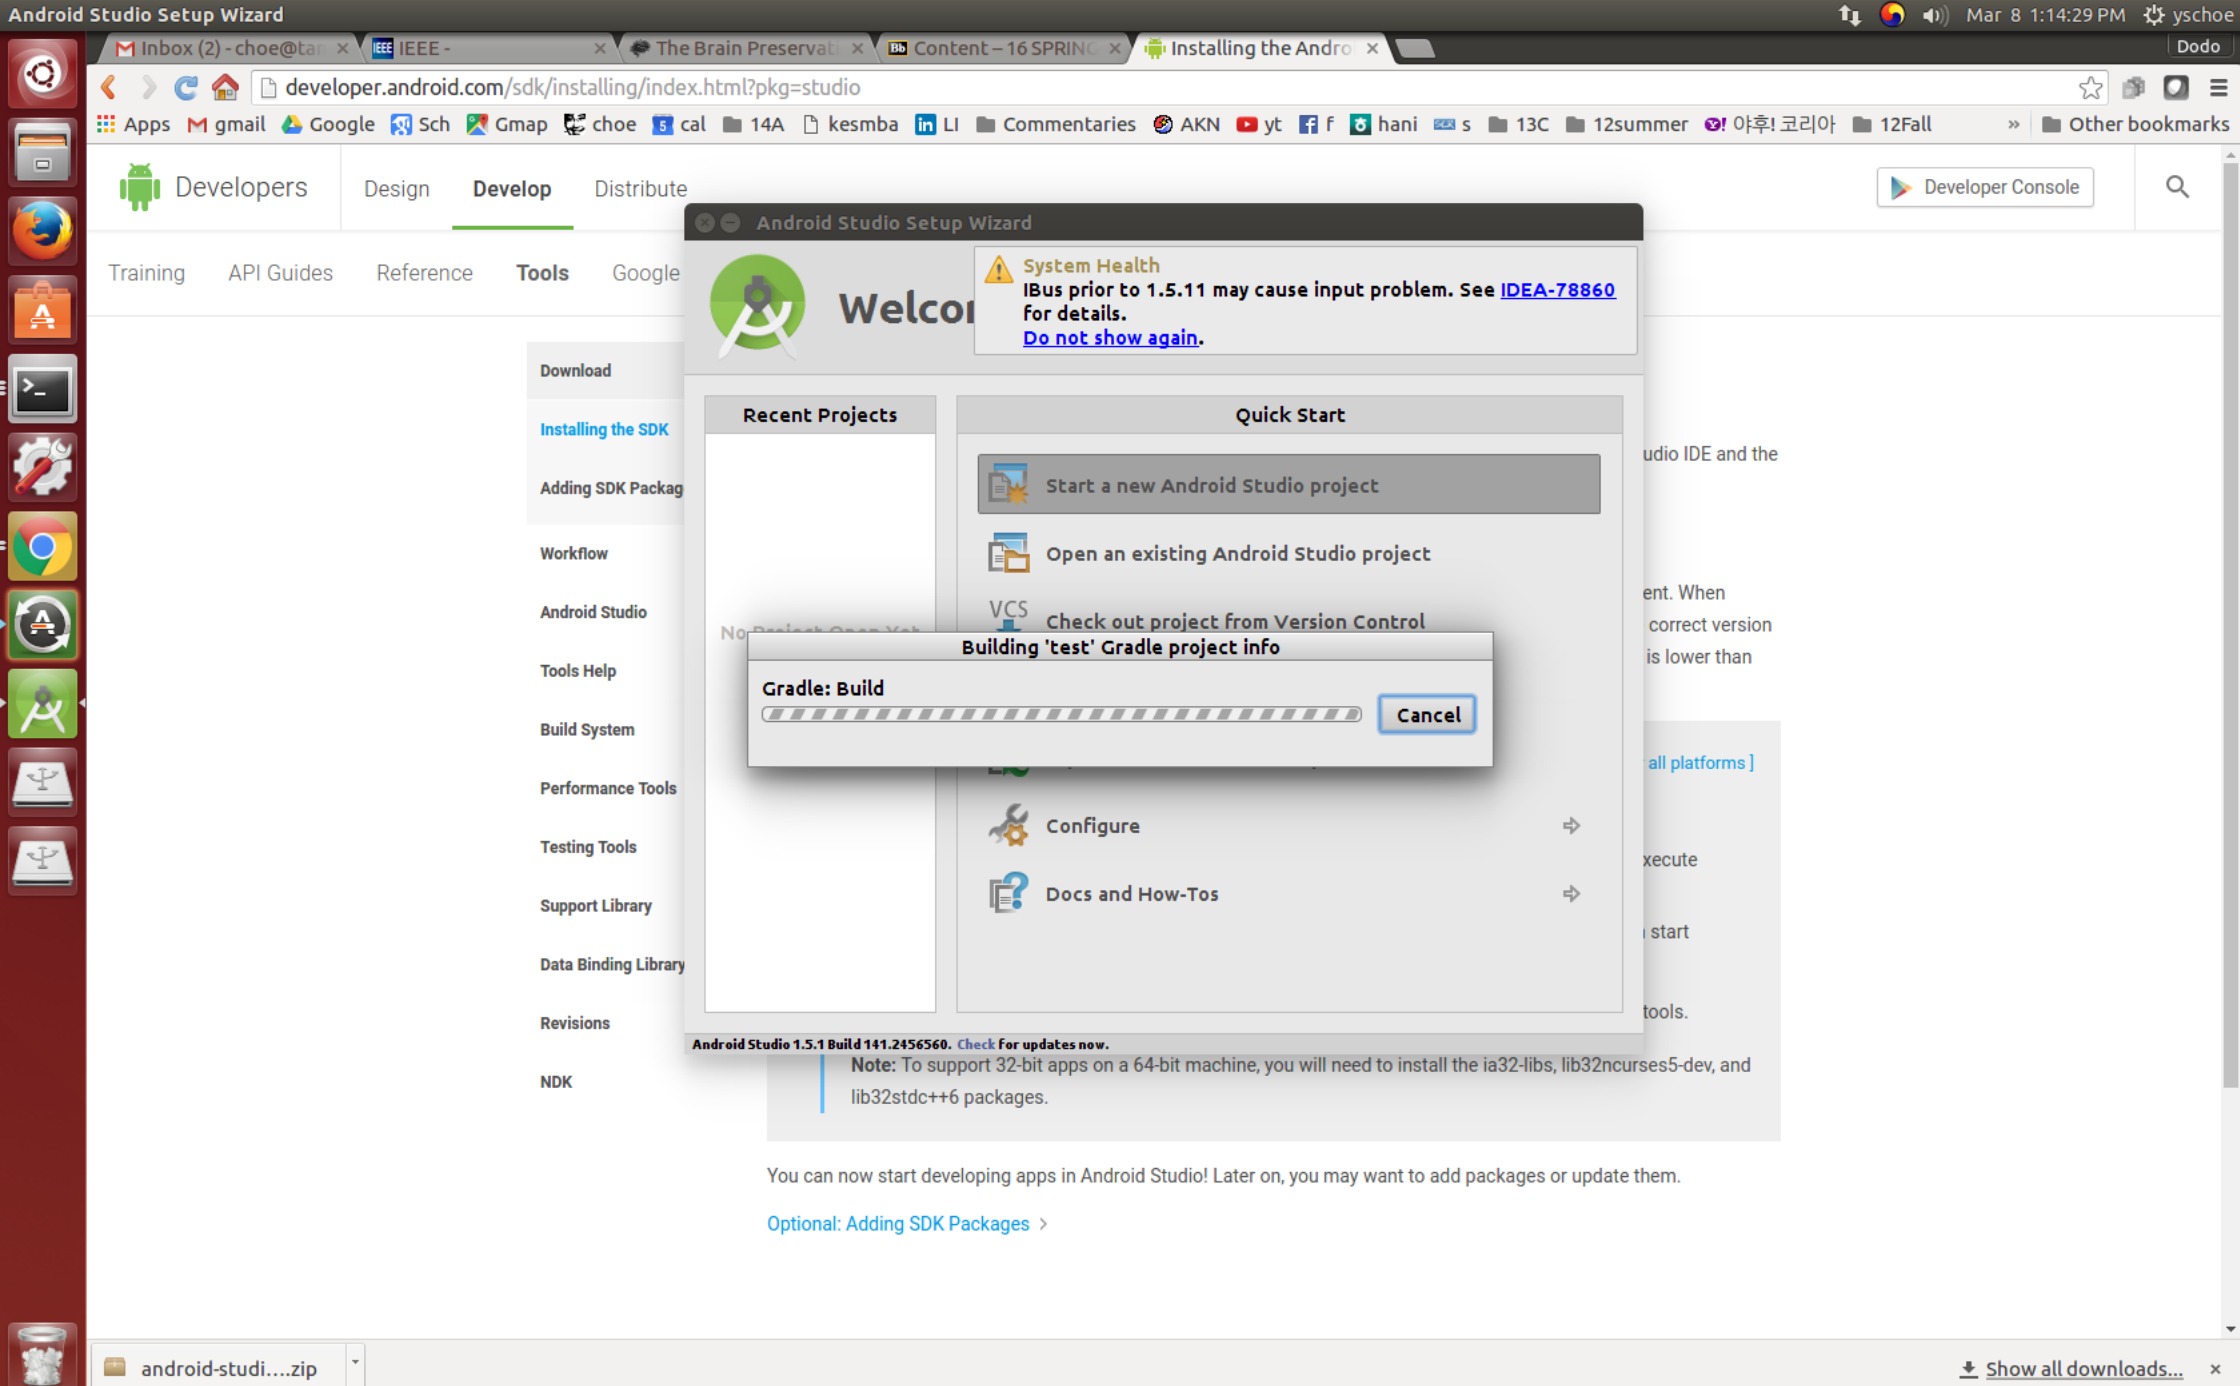 Android Studio Setup Wizard
Mar 8 1:14:29 PM yschoe
Inbox (2) - choe@tam
IEEE -
The Brain Preservat
Content – 16 SPRING
Installing the Andro
Dodo
developer.android.com/sdk/installing/index.html?pkg=studio
Apps gmail Google Sch Gmap choe cal 14A kesmba LI Commentaries AKN yt f hani s 13C 12summer 야후! 코리아 12Fall » Other bookmarks
Developers Design Develop Distribute Developer Console
Training API Guides Reference Tools Google
Android Studio Setup Wizard
System Health
IBus prior to 1.5.11 may cause input problem. See IDEA-78860
for details.
Do not show again.
Welco
Download
Installing the SDK
Adding SDK Packag
Workflow
Android Studio
Tools Help
Build System
Performance Tools
Testing Tools
Support Library
Data Binding Library
Revisions
NDK
Recent Projects
Quick Start
Start a new Android Studio project
Open an existing Android Studio project
VCS
Check out project from Version Control
No Project Open Yet
Building 'test' Gradle project info
Gradle: Build
Cancel
Configure
Docs and How-Tos
Android Studio 1.5.1 Build 141.2456560. Check for updates now.
udio IDE and the
ent. When
correct version
is lower than
all platforms ]
xecute
start
tools.
Note: To support 32-bit apps on a 64-bit machine, you will need to install the ia32-libs, lib32ncurses5-dev, and
lib32stdc++6 packages.
You can now start developing apps in Android Studio! Later on, you may want to add packages or update them.
Optional: Adding SDK Packages >
android-studi....zip
Show all downloads...